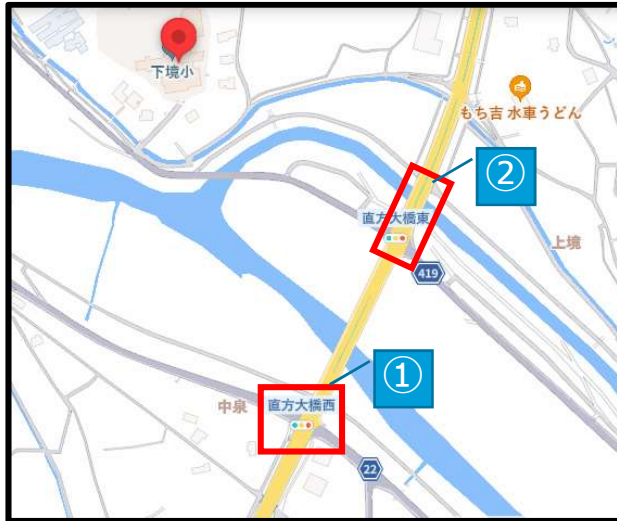 下境小
もち吉 水車うどん
②
直方大橋東
上境
419
①
中泉
直方大橋西
22